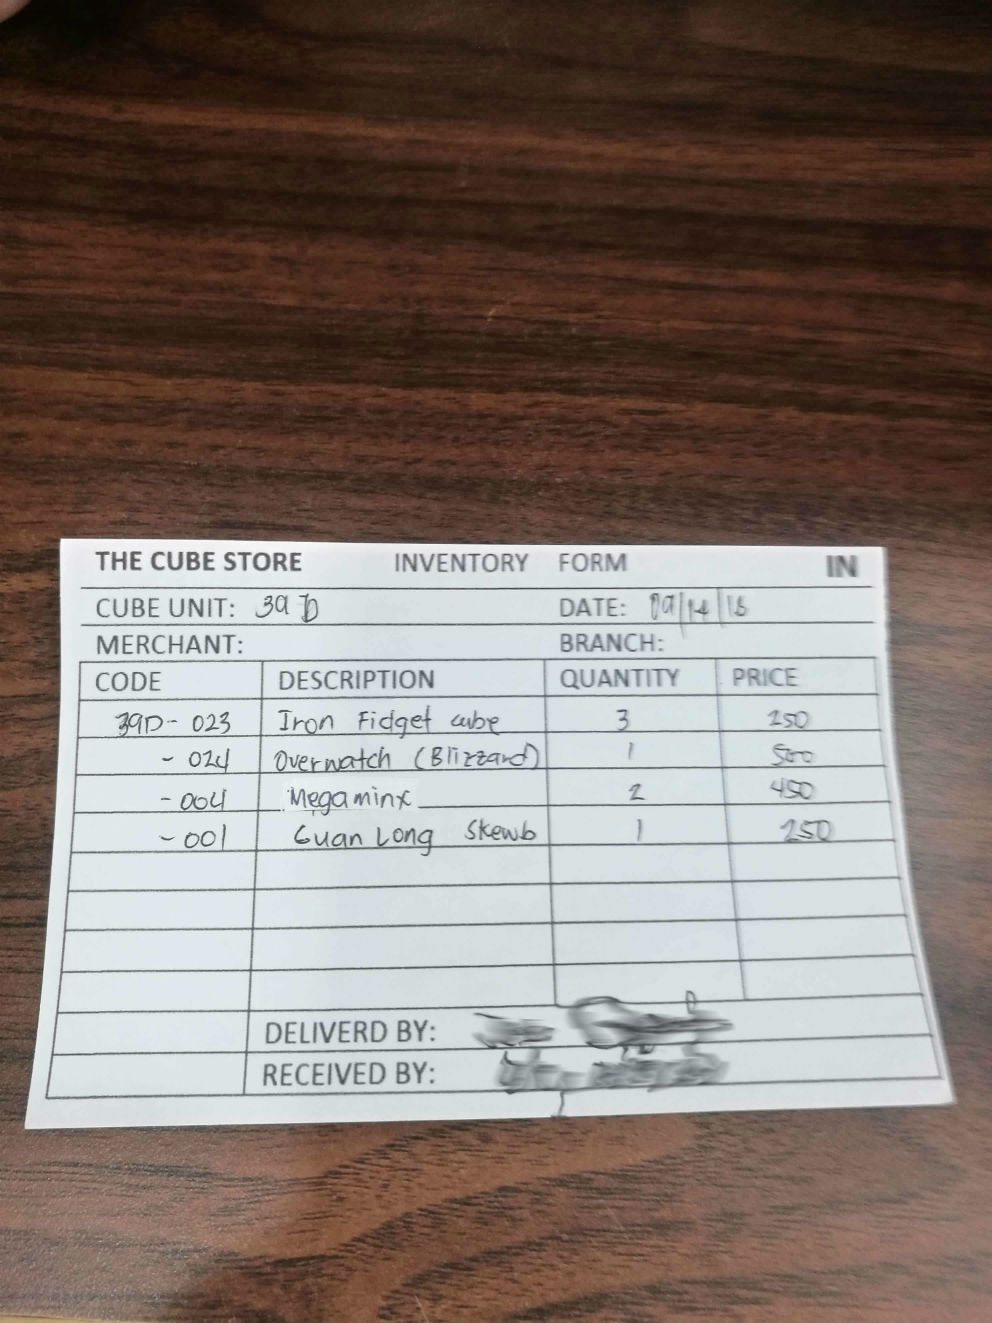 THE CUBE STORE INVENTORY FORM IN
CUBE UNIT: 39D DATE: 09/14/18
MERCHANT: BRANCH:
CODE DESCRIPTION QUANTITY PRICE
39D- 023 Iron Fidget cube 3 250
- 024 Overwatch (Blizzard) 1 500
- 004 Megaminx 2 450
- 001 Guan Long Skewb 1 250
DELIVERD BY:
RECEIVED BY: